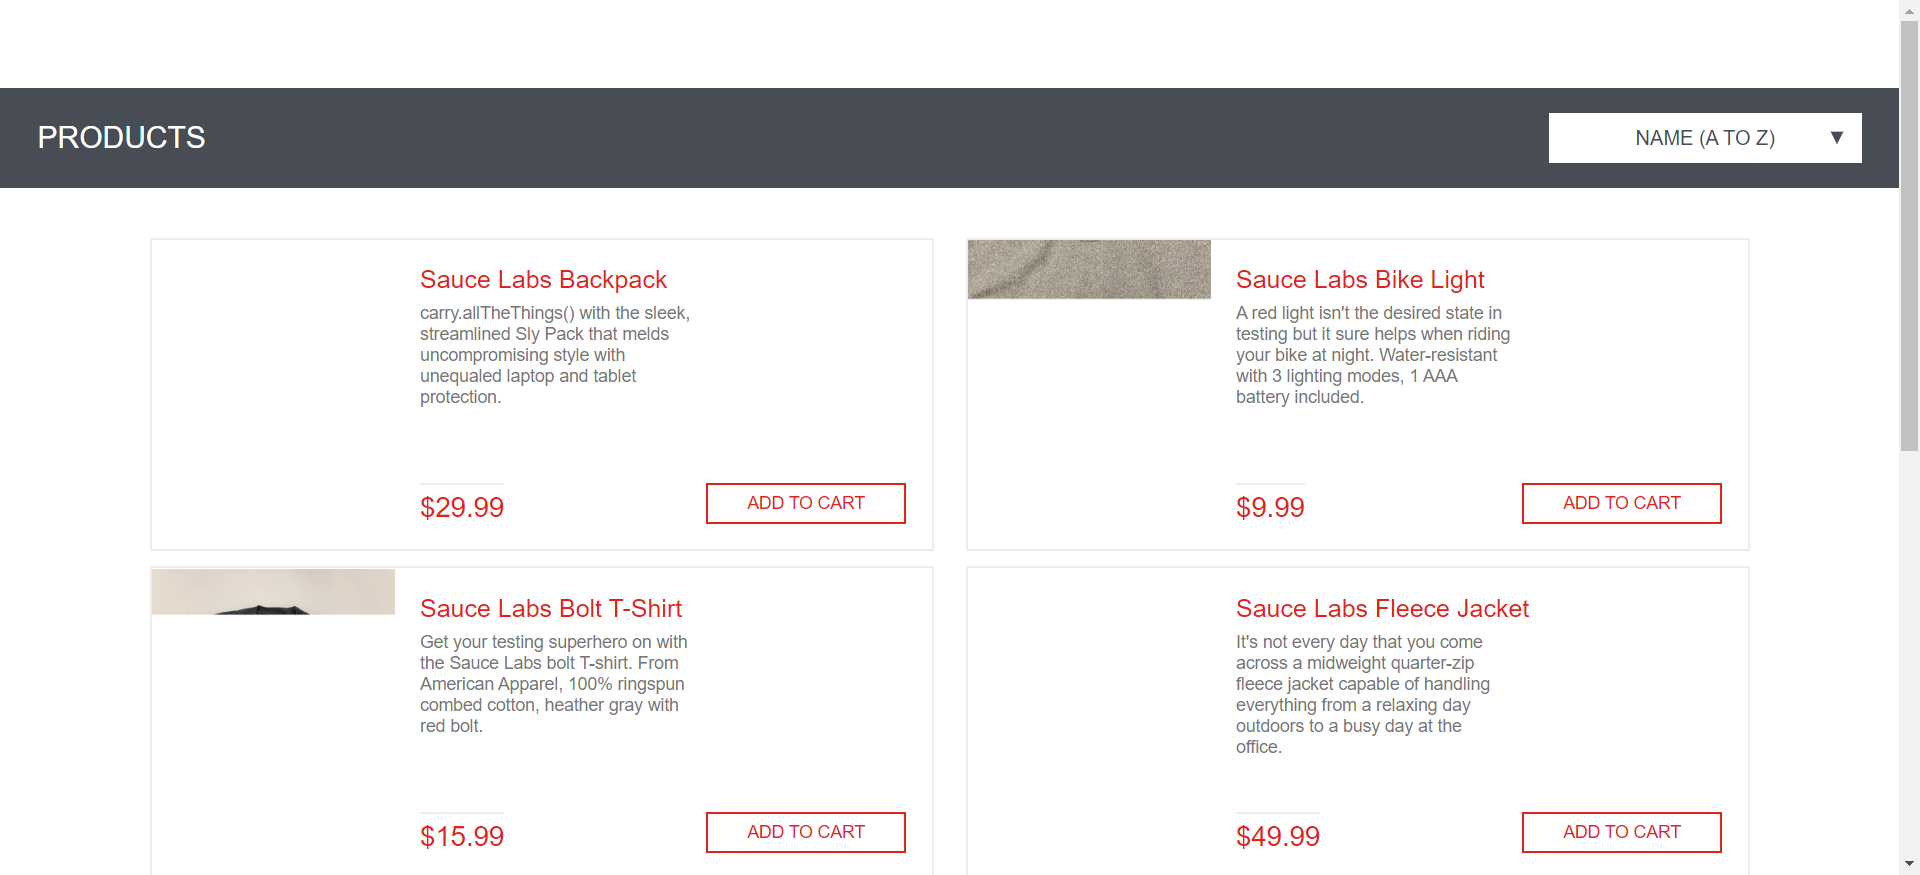 PRODUCTS
NAME (A TO Z) ▼
Sauce Labs Backpack
carry.allTheThings() with the sleek,
streamlined Sly Pack that melds
uncompromising style with
unequaled laptop and tablet
protection.
$29.99
ADD TO CART
Sauce Labs Bike Light
A red light isn't the desired state in
testing but it sure helps when riding
your bike at night. Water-resistant
with 3 lighting modes, 1 AAA
battery included.
$9.99
ADD TO CART
Sauce Labs Bolt T-Shirt
Get your testing superhero on with
the Sauce Labs bolt T-shirt. From
American Apparel, 100% ringspun
combed cotton, heather gray with
red bolt.
$15.99
ADD TO CART
Sauce Labs Fleece Jacket
It's not every day that you come
across a midweight quarter-zip
fleece jacket capable of handling
everything from a relaxing day
outdoors to a busy day at the
office.
$49.99
ADD TO CART